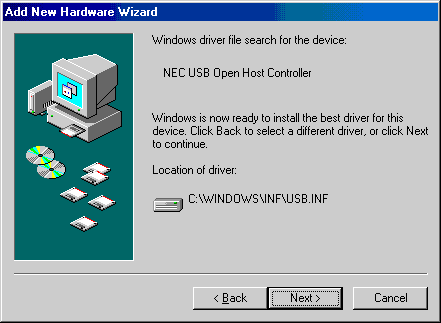 Add New Hardware Wizard
Windows driver file search for the device:
NEC USB Open Host Controller
Windows is now ready to install the best driver for this
device. Click Back to select a different driver, or click Next
to continue.
Location of driver:
C:\WINDOWS\INF\USB.INF
< Back
Next >
Cancel